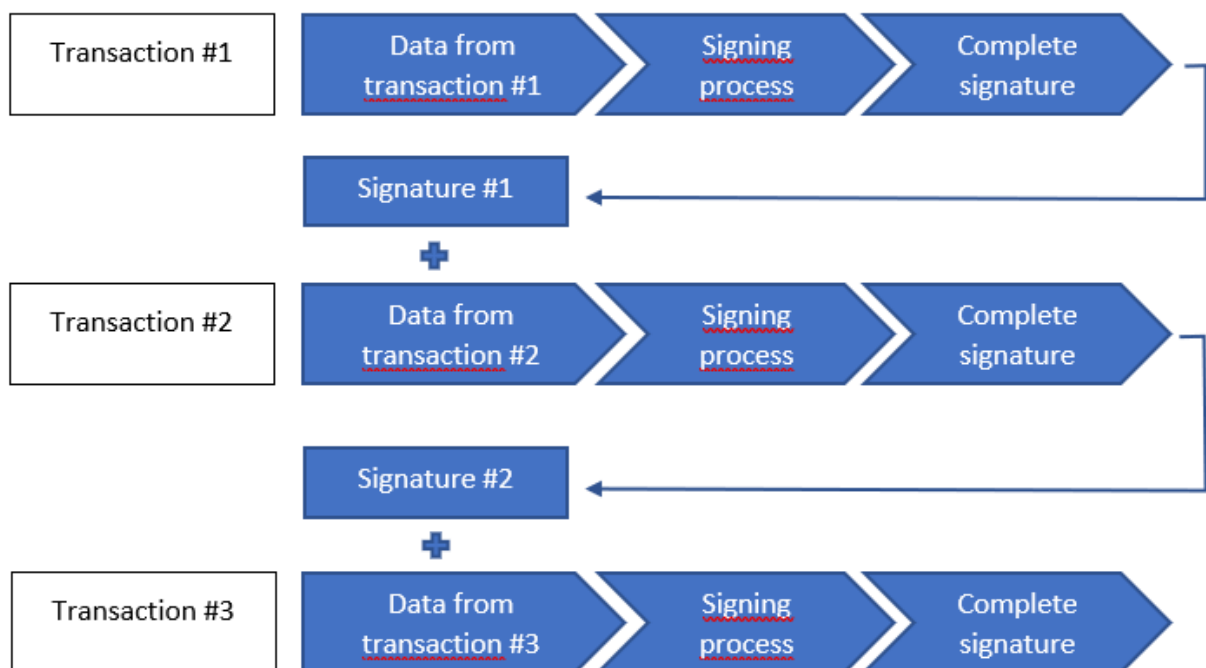 Transaction #1
Data from
transaction #1
Signing
process
Complete
signature
Signature #1
Transaction #2
Data from
transaction #2
Signing
process
Complete
signature
Signature #2
Transaction #3
Data from
transaction #3
Signing
process
Complete
signature